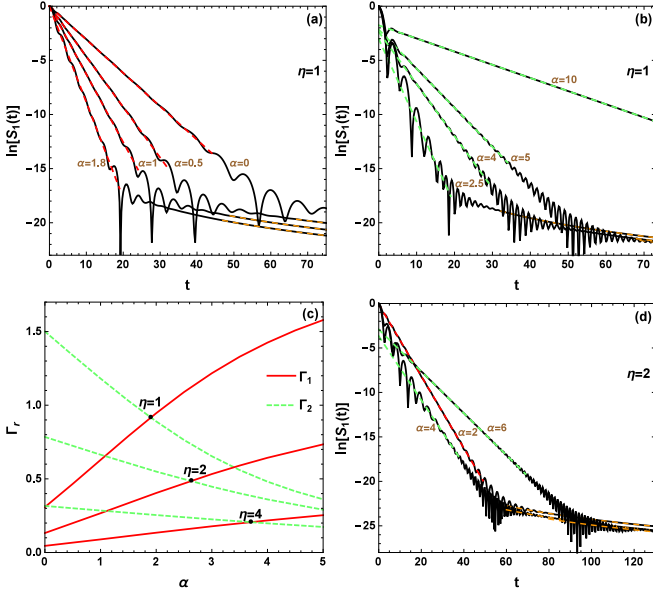 (a)
η=1
ln[S₁(t)]
0
−5
−10
−15
−20
α=1.8
α=1
α=0.5
α=0
0 10 20 30 40 50 60 70
t
(b)
η=1
ln[S₁(t)]
0
−5
−10
−15
−20
α=10
α=5
α=4
α=2.5
0 20 40 60
t
(c)
Γᵣ
1.5
1.0
0.5
0.0
Γ₁
Γ₂
η=1
η=2
η=4
0 1 2 3 4 5
α
(d)
η=2
ln[S₁(t)]
0
−5
−10
−15
−20
−25
α=4
α=2
α=6
0 20 40 60 80 100 120
t